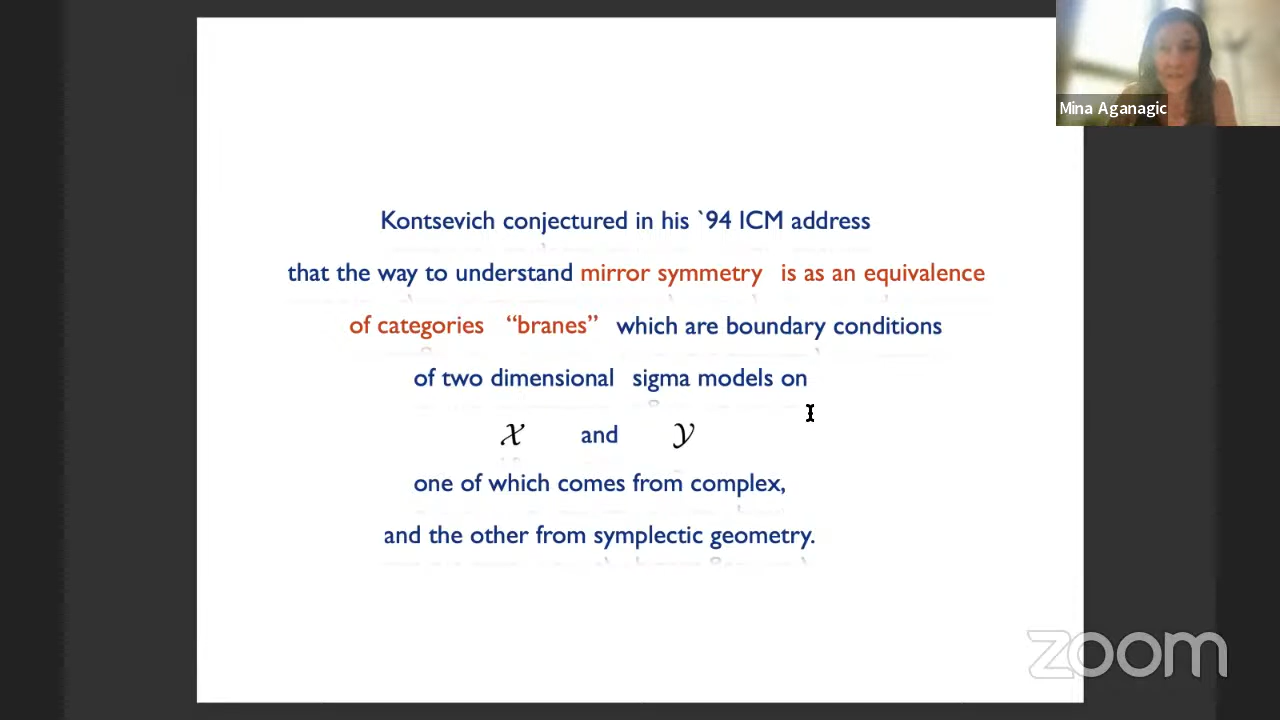 Mina Aganagic
Kontsevich conjectured in his `94 ICM address
that the way to understand mirror symmetry is as an equivalence
of categories “branes” which are boundary conditions
of two dimensional sigma models on
𝒳 and 𝒴
one of which comes from complex,
and the other from symplectic geometry.
zoom